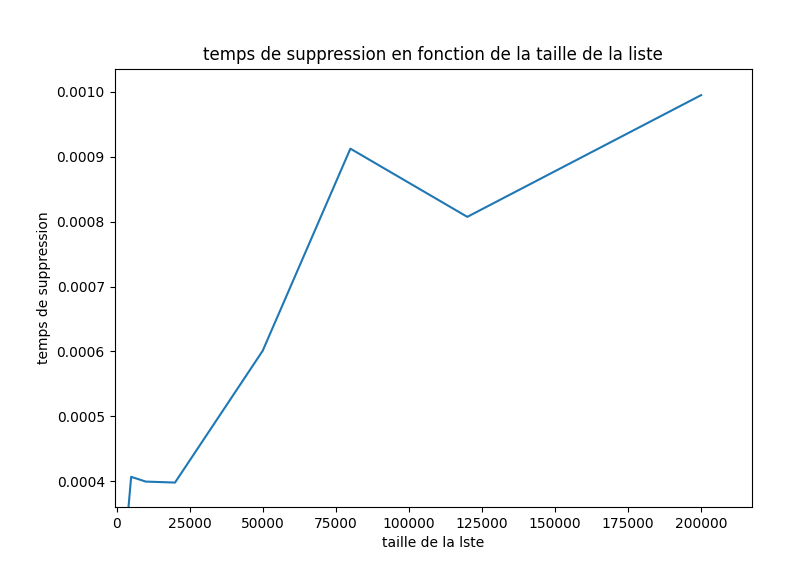 temps de suppression en fonction de la taille de la liste
0.0010
0.0009
0.0008
0.0007
0.0006
0.0005
0.0004
temps de suppression
0 25000 50000 75000 100000 125000 150000 175000 200000
taille de la lste